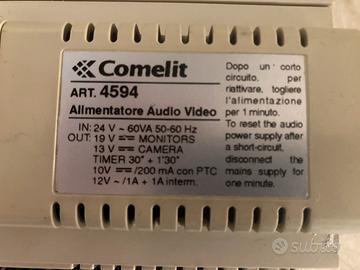 Comelit
ART. 4594
Alimentatore Audio Video
IN: 24 V ~ 60VA 50-60 Hz
OUT: 19 V ⎓ MONITORS
13 V ⎓ CAMERA
TIMER 30" + 1'30"
10V ⎓/200 mA con PTC
12V ~/1A + 1A interm.
Dopo un corto
circuito, per
riattivare, togliere
l'alimentazione
per 1 minuto.
To reset the audio
power supply after
a short-circuit,
disconnect the
mains supply for
one minute.
subito.it